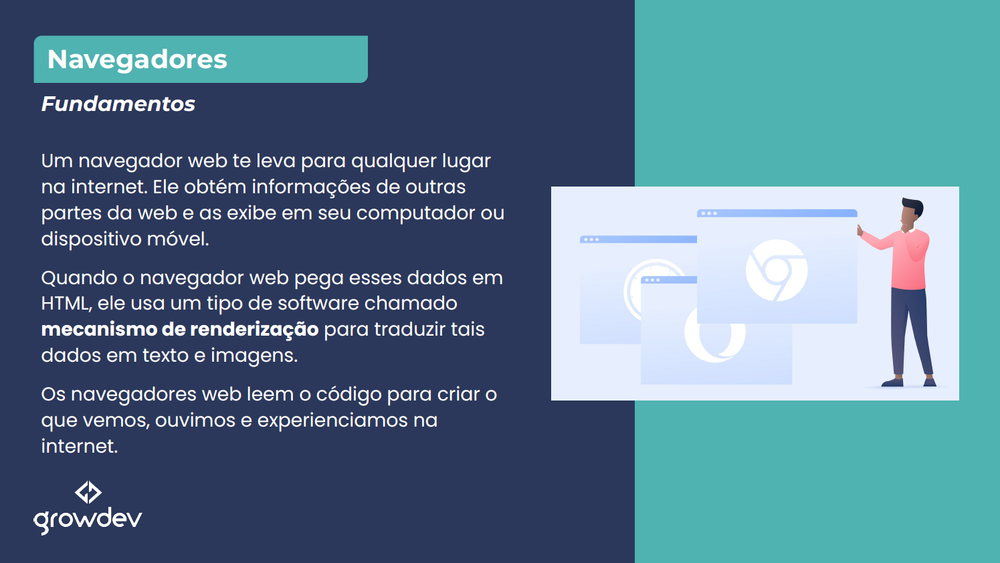 Navegadores
Fundamentos
Um navegador web te leva para qualquer lugar
na internet. Ele obtém informações de outras
partes da web e as exibe em seu computador ou
dispositivo móvel.
Quando o navegador web pega esses dados em
HTML, ele usa um tipo de software chamado
mecanismo de renderização para traduzir tais
dados em texto e imagens.
Os navegadores web leem o código para criar o
que vemos, ouvimos e experienciamos na
internet.
growdev